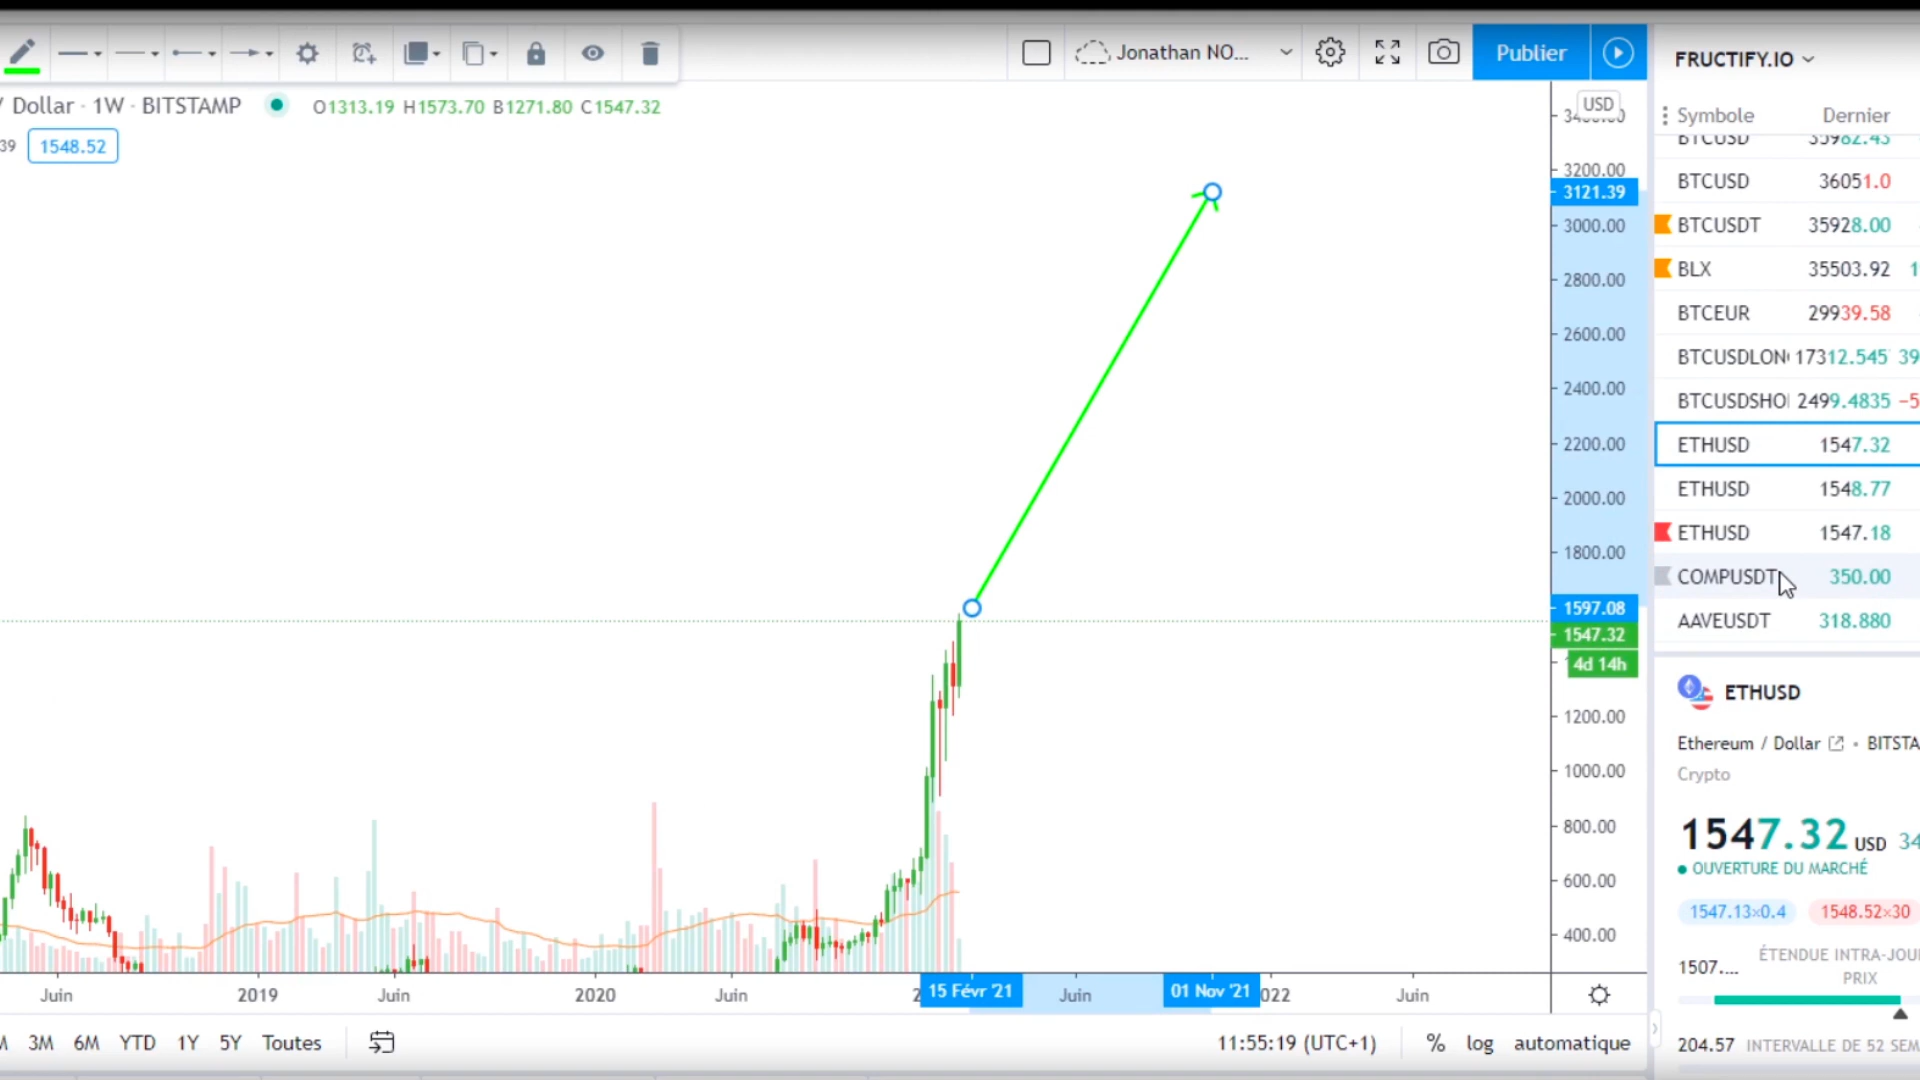 Jonathan NO...
Publier
FRUCTIFY.IO
/ Dollar · 1W · BITSTAMP
O1313.19 H1573.70 B1271.80 C1547.32
39
1548.52
USD
3200.00
3121.39
3000.00
2800.00
2600.00
2400.00
2200.00
2000.00
1800.00
1597.08
1547.32
4d 14h
1200.00
1000.00
800.00
600.00
400.00
Symbole Dernier
BTCUSD 35982.43
BTCUSD 36051.0
BTCUSDT 35928.00
BLX 35503.92 1
BTCEUR 29939.58
BTCUSDLON 17312.545 39
BTCUSDSHO 2499.4835 −5
ETHUSD 1547.32
ETHUSD 1548.77
ETHUSD 1547.18
COMPUSDT 350.00
AAVEUSDT 318.880
ETHUSD
Ethereum / Dollar · BITSTA
Crypto
1547.32 USD 34
OUVERTURE DU MARCHÉ
1547.13×0.4 1548.52×30
1507....
ÉTENDUE INTRA-JOU
PRIX
204.57 INTERVALLE DE 52 SEM
Juin 2019 Juin 2020 Juin 2 15 Févr '21 Juin 01 Nov '21 022 Juin
M 3M 6M YTD 1Y 5Y Toutes
11:55:19 (UTC+1) % log automatique